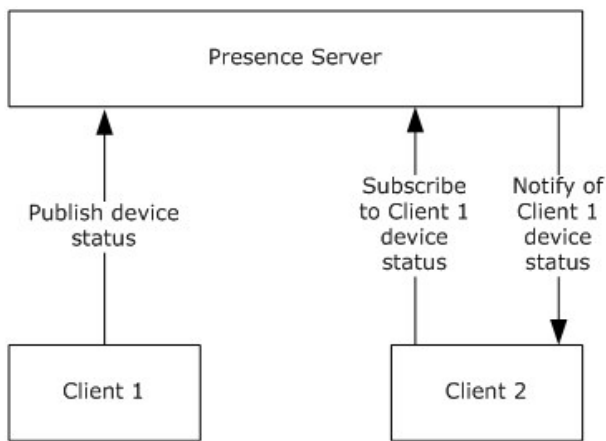 Presence Server
Publish device
status
Subscribe
to Client 1
device
status
Notify of
Client 1
device
status
Client 1
Client 2